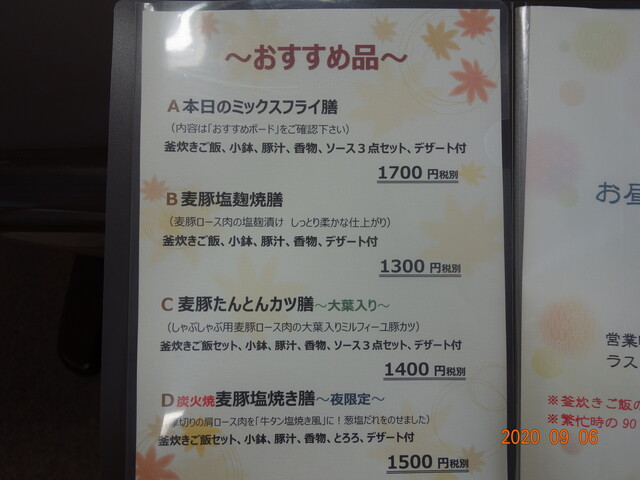 ～おすすめ品～
A本日のミックスフライ膳
（内容は「おすすめボード」をご確認下さい）
釜炊きご飯、小鉢、豚汁、香物、ソース３点セット、デザート付
1700 円税別
B 麦豚塩麹焼膳
（麦豚ロース肉の塩麹漬け しっとり柔かな仕上がり）
釜炊きご飯、小鉢、豚汁、香物、デザート付
1300 円税別
C 麦豚たんとんカツ膳～大葉入り～
（しゃぶしゃぶ用麦豚ロース肉の大葉入りミルフィーユ豚カツ）
釜炊きご飯セット、小鉢、豚汁、香物、ソース３点セット、デザート付
1400 円税別
D 炭火焼麦豚塩焼き膳～夜限定～
切りの肩ロース肉を「牛タン塩焼き風」に！葱塩だれをのせました）
釜炊きご飯セット、小鉢、豚汁、香物、とろろ、デザート付
1500 円税別
お昼
営業
ラス
※釜炊きご飯の
※繁忙時の 90
2020 09 06